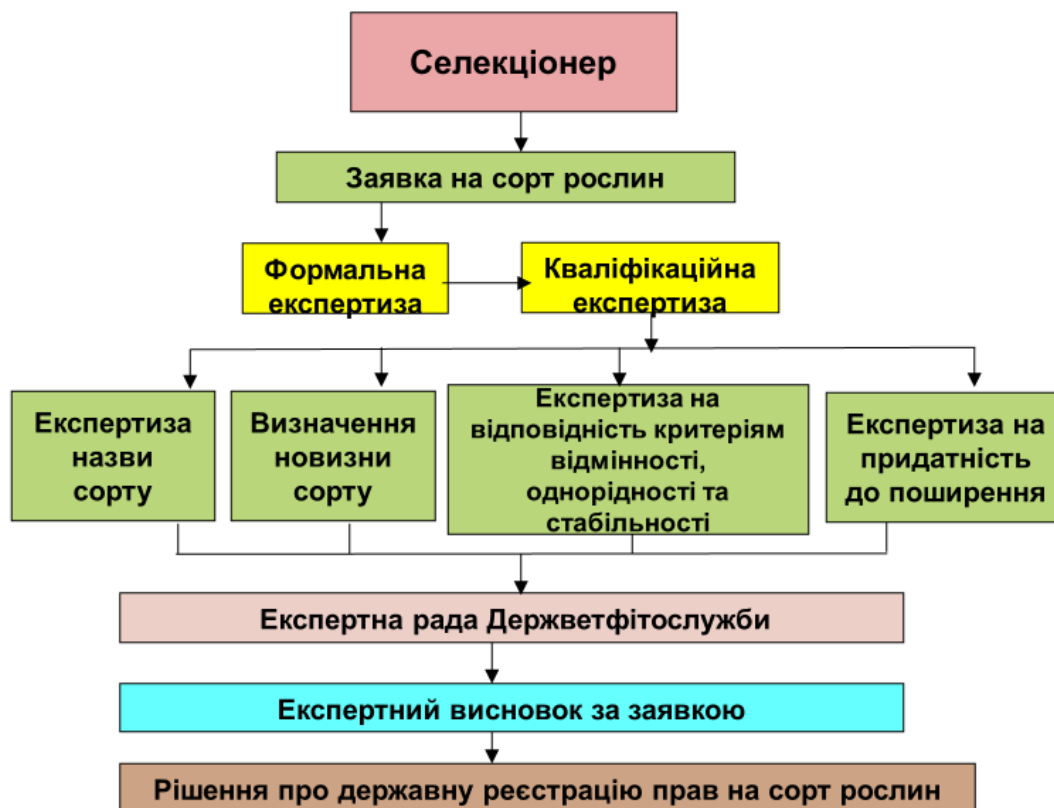 Селекціонер
Заявка на сорт рослин
Формальна
експертиза
Кваліфікаційна
експертиза
Експертиза
назви
сорту
Визначення
новизни
сорту
Експертиза на
відповідність критеріям
відмінності,
однорідності та
стабільності
Експертиза на
придатність
до поширення
Експертна рада Держветфітослужби
Експертний висновок за заявкою
Рішення про державну реєстрацію прав на сорт рослин